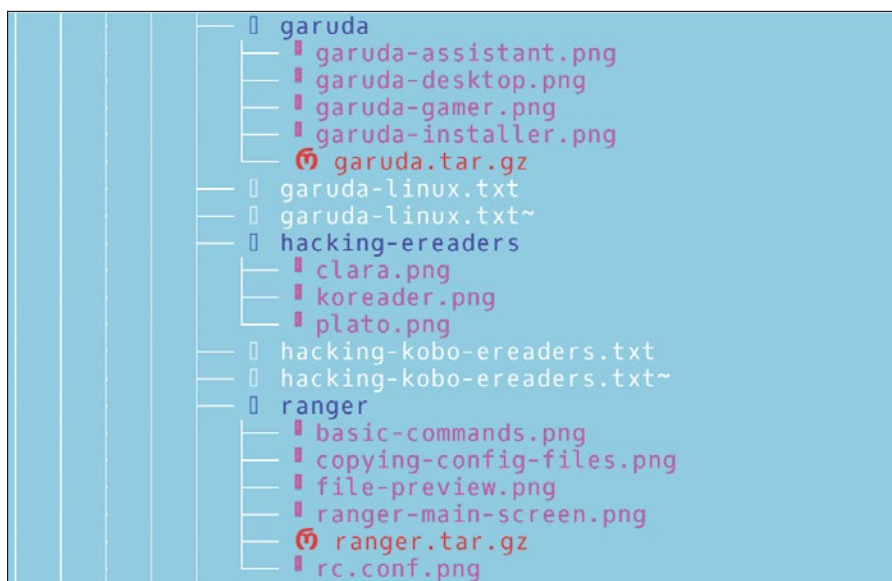 garuda
garuda-assistant.png
garuda-desktop.png
garuda-gamer.png
garuda-installer.png
garuda.tar.gz
garuda-linux.txt
garuda-linux.txt~
hacking-ereaders
clara.png
koreader.png
plato.png
hacking-kobo-ereaders.txt
hacking-kobo-ereaders.txt~
ranger
basic-commands.png
copying-config-files.png
file-preview.png
ranger-main-screen.png
ranger.tar.gz
rc.conf.png